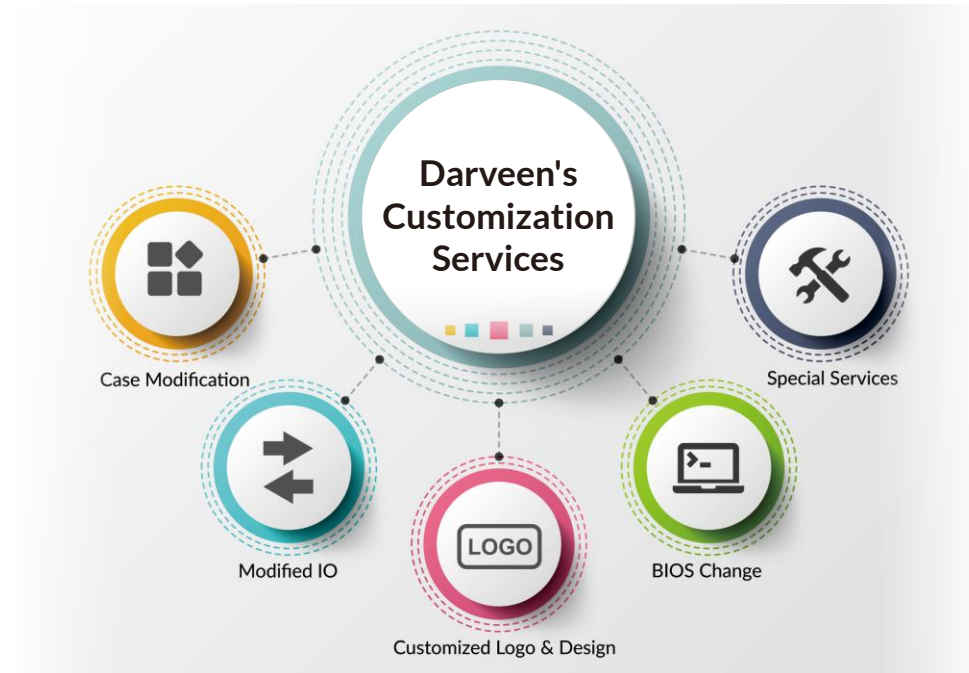 Darveen's
Customization
Services
Case Modification
Modified IO
LOGO
Customized Logo & Design
BIOS Change
Special Services